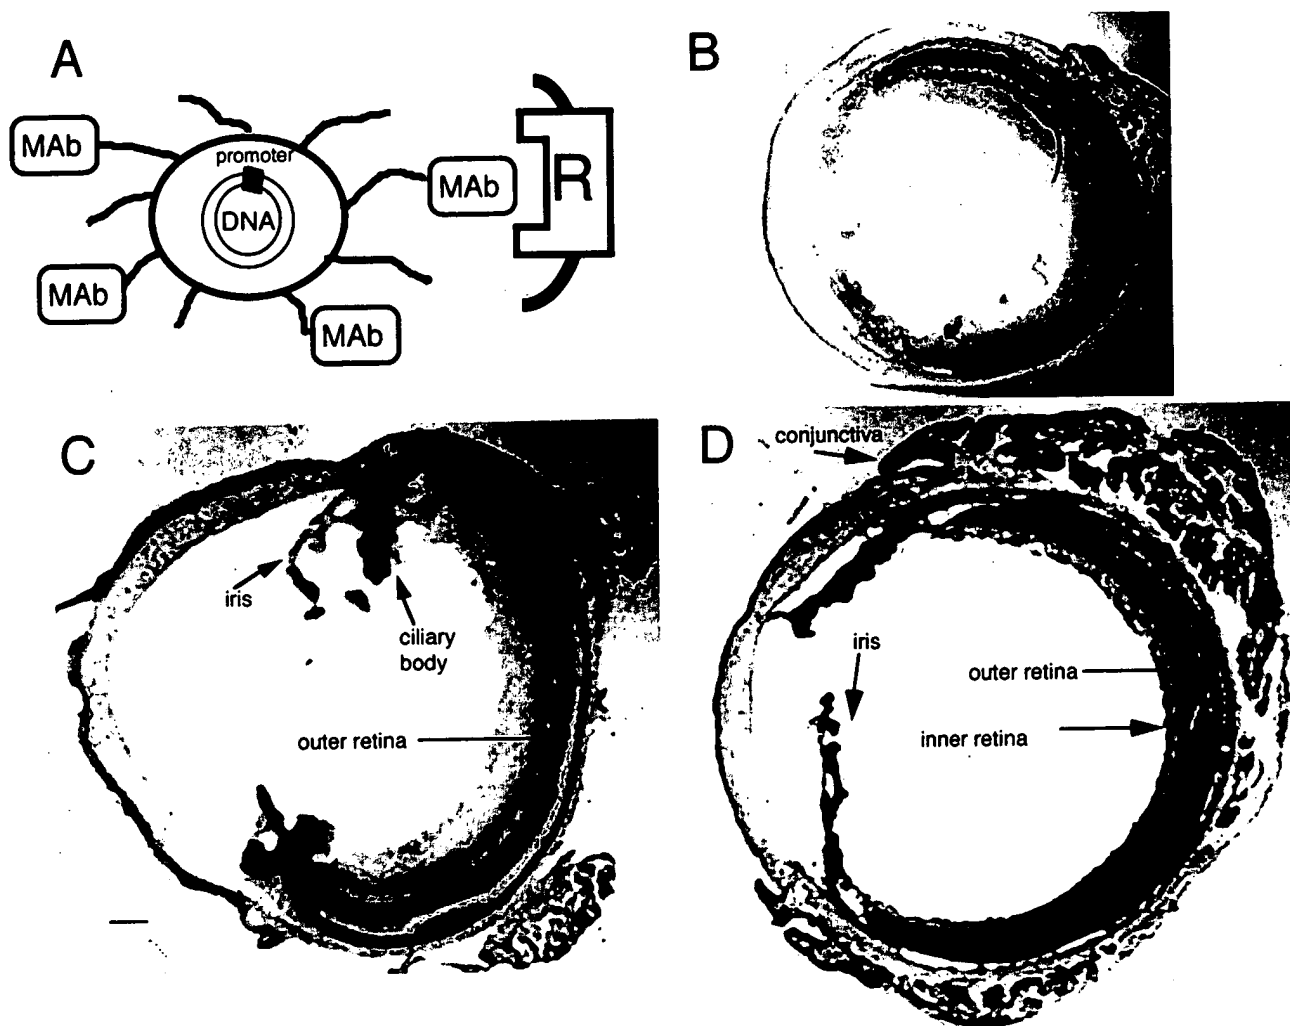 A
MAb
promoter
DNA
MAb
R
MAb
MAb
B
C
iris
ciliary
body
outer retina
D
conjunctiva
iris
outer retina
inner retina